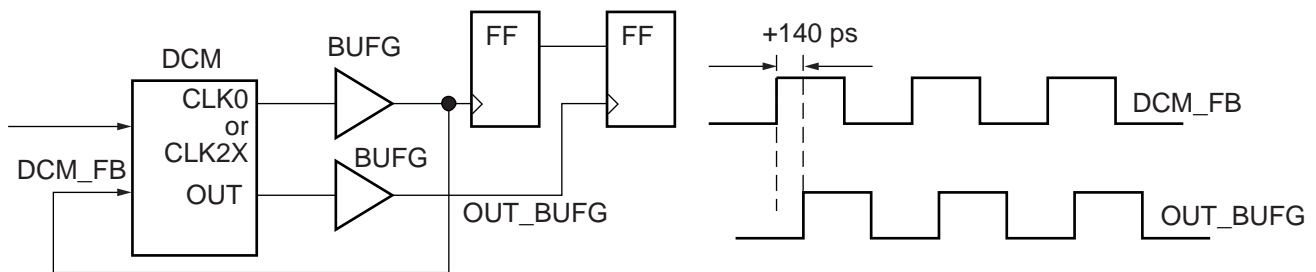 DCM
CLK0
or
CLK2X
OUT
DCM_FB
BUFG
BUFG
FF
FF
OUT_BUFG
+140 ps
DCM_FB
OUT_BUFG